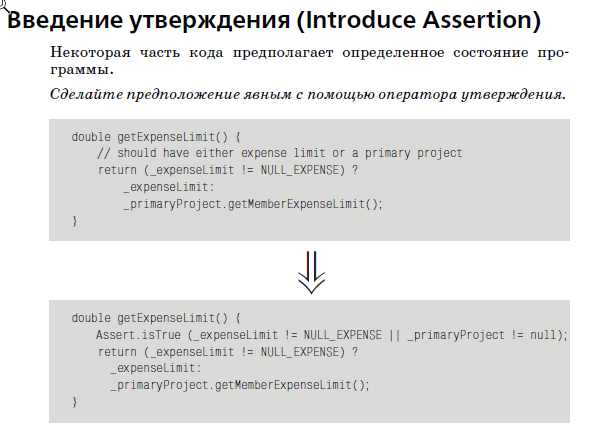 Введение утверждения (Introduce Assertion)
Некоторая часть кода предполагает определенное состояние про-
граммы.
Сделайте предположение явным с помощью оператора утверждения.
double getExpenseLimit() {
// should have either expense limit or a primary project
return (_expenseLimit != NULL_EXPENSE) ?
_expenseLimit:
_primaryProject.getMemberExpenseLimit();
}
double getExpenseLimit() {
Assert.isTrue (_expenseLimit != NULL_EXPENSE || _primaryProject != null);
return (_expenseLimit != NULL_EXPENSE) ?
_expenseLimit:
_primaryProject.getMemberExpenseLimit();
}